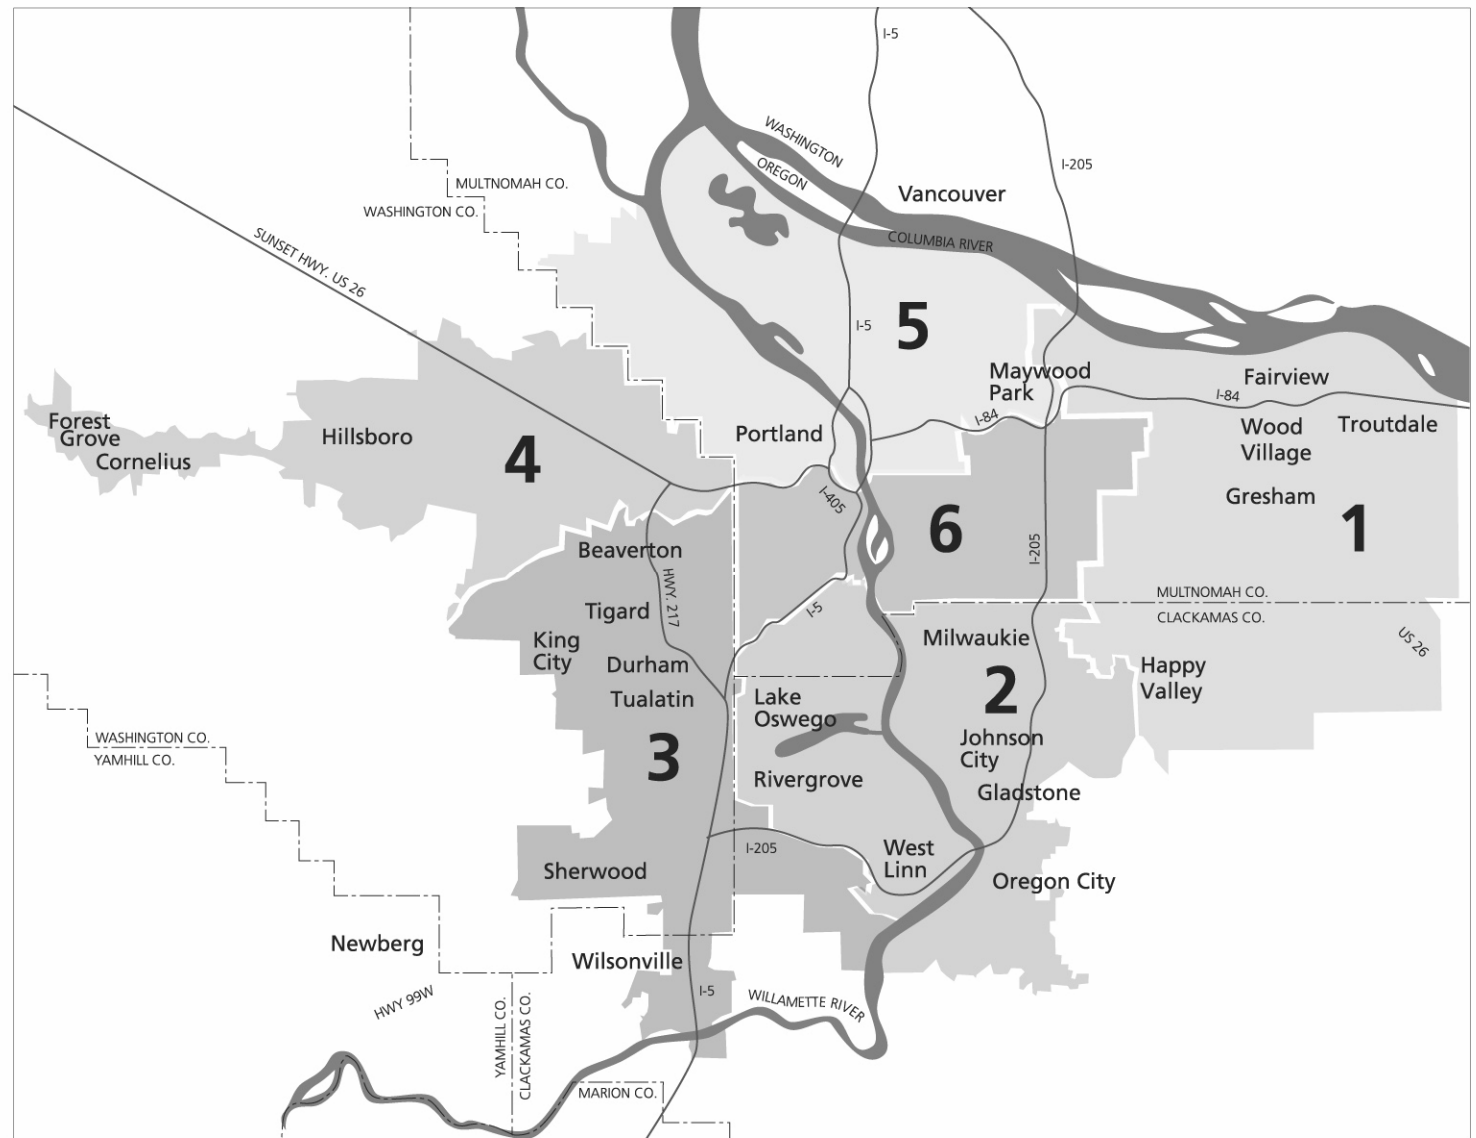 I-5
WASHINGTON
I-205
OREGON
MULTNOMAH CO.
Vancouver
WASHINGTON CO.
COLUMBIA RIVER
SUNSET HWY. US 26
5
I-5
Maywood
Park
Fairview
I-84
I-84
Forest
Grove
Cornelius
Hillsboro
4
Portland
Wood
Village
Troutdale
I-405
Gresham
6
1
Beaverton
I-205
HWY. 217
Tigard
I-5
MULTNOMAH CO.
CLACKAMAS CO.
King
City
Milwaukie
US 26
Durham
Happy
Valley
Tualatin
Lake
Oswego
2
WASHINGTON CO.
YAMHILL CO.
3
Johnson
City
Rivergrove
Gladstone
I-205
West
Linn
Sherwood
Oregon City
Newberg
Wilsonville
HWY 99W
I-5
WILLAMETTE RIVER
YAMHILL CO.
CLACKAMAS CO.
MARION CO.